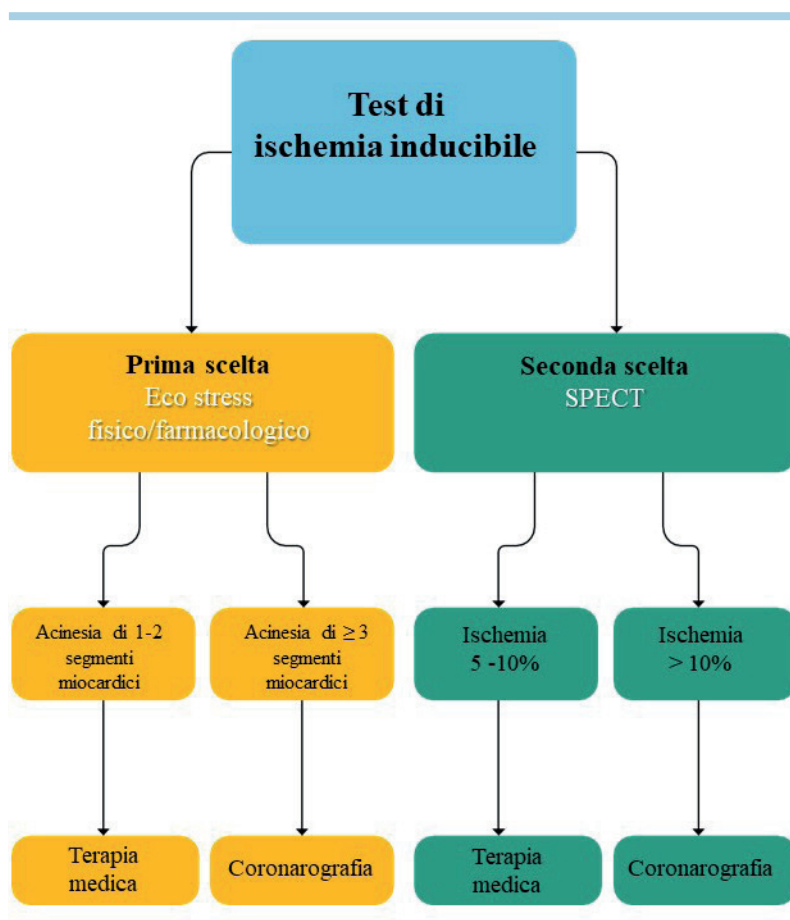 Test di
ischemia inducibile
Prima scelta
Eco stress
fisico/farmacologico
Seconda scelta
SPECT
Acinesia di 1-2
segmenti
miocardici
Acinesia di ≥ 3
segmenti
miocardici
Ischemia
5 -10%
Ischemia
> 10%
Terapia
medica
Coronarografia
Terapia
medica
Coronarografia